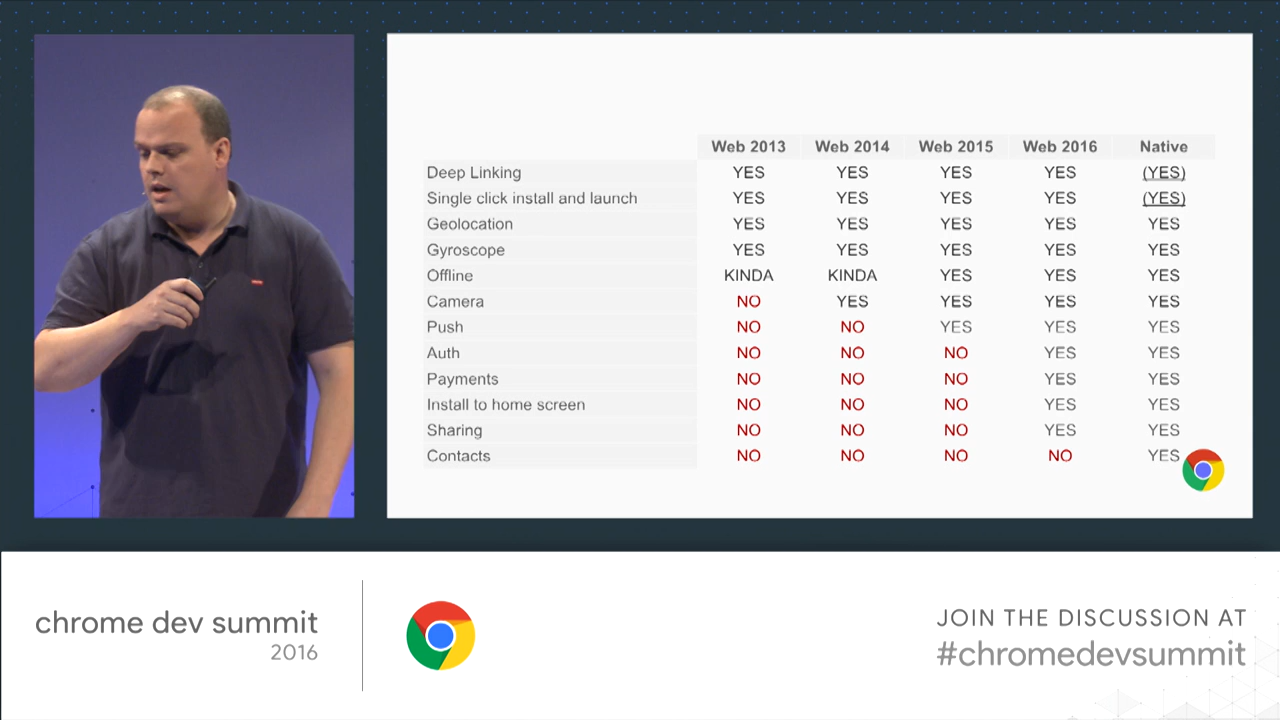 Web 2013 Web 2014 Web 2015 Web 2016 Native
Deep Linking YES YES YES YES (YES)
Single click install and launch YES YES YES YES (YES)
Geolocation YES YES YES YES YES
Gyroscope YES YES YES YES YES
Offline KINDA KINDA YES YES YES
Camera NO YES YES YES YES
Push NO NO YES YES YES
Auth NO NO NO YES YES
Payments NO NO NO YES YES
Install to home screen NO NO NO YES YES
Sharing NO NO NO YES YES
Contacts NO NO NO NO YES
chrome dev summit
2016
JOIN THE DISCUSSION AT
#chromedevsummit